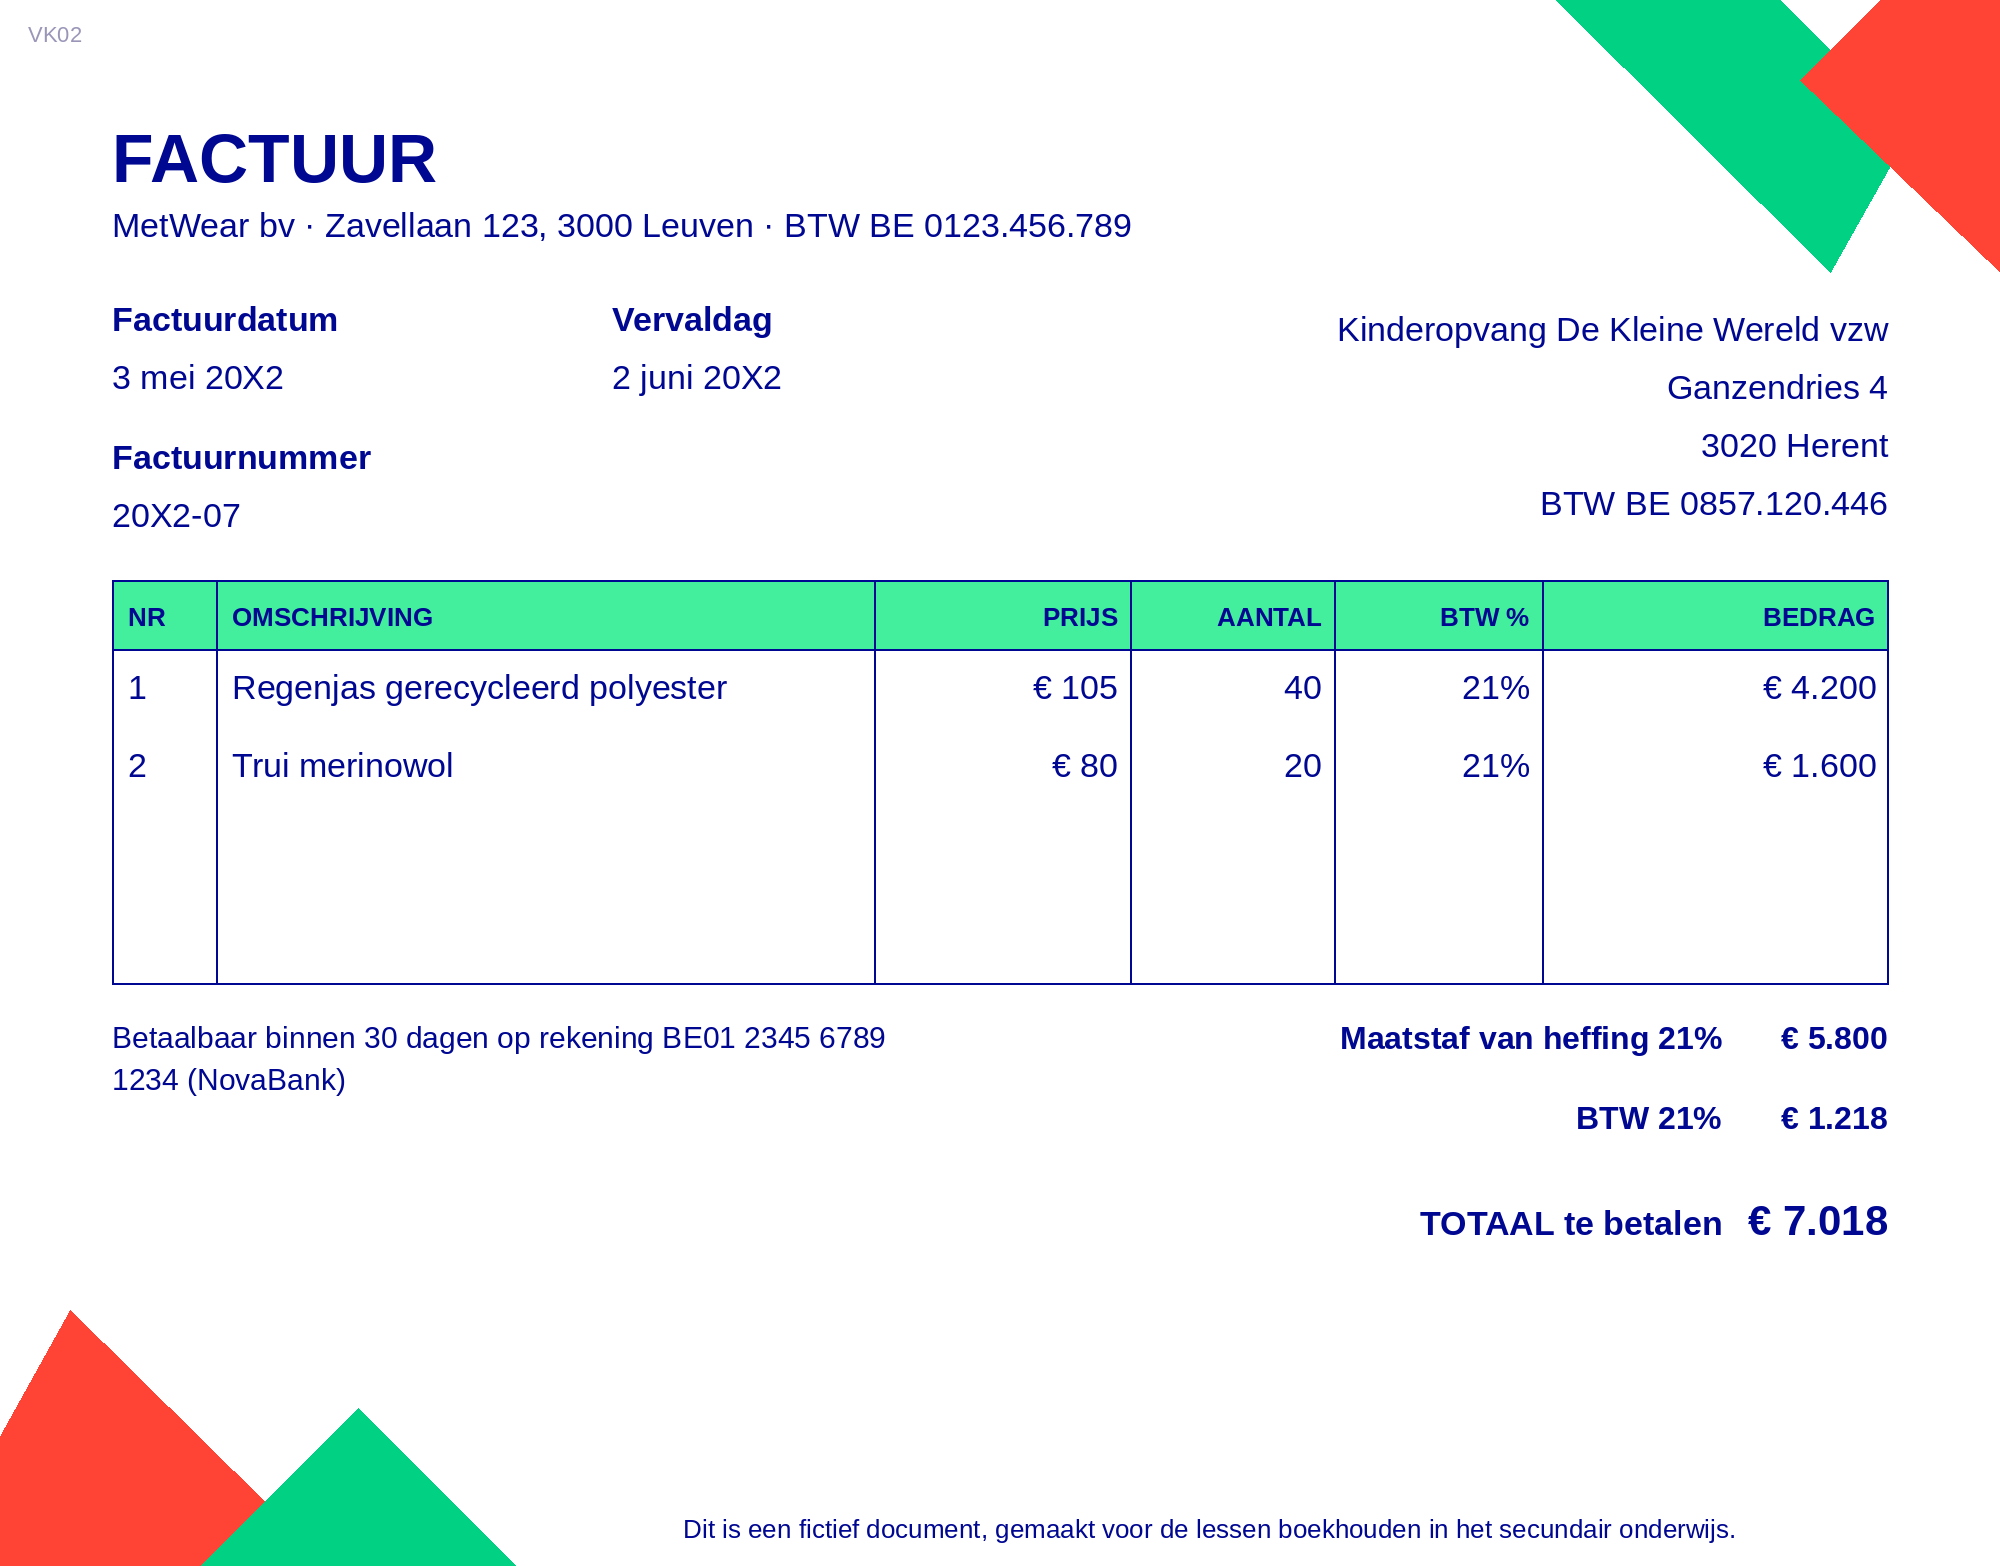 VK02
FACTUUR
MetWear bv · Zavellaan 123, 3000 Leuven · BTW BE 0123.456.789
Factuurdatum
3 mei 20X2
Vervaldag
2 juni 20X2
Factuurnummer
20X2-07
Kinderopvang De Kleine Wereld vzw
Ganzendries 4
3020 Herent
BTW BE 0857.120.446
NR OMSCHRIJVING PRIJS AANTAL BTW % BEDRAG
1 Regenjas gerecycleerd polyester € 105 40 21% € 4.200
2 Trui merinowol € 80 20 21% € 1.600
Betaalbaar binnen 30 dagen op rekening BE01 2345 6789
1234 (NovaBank)
Maatstaf van heffing 21% € 5.800
BTW 21% € 1.218
TOTAAL te betalen € 7.018
Dit is een fictief document, gemaakt voor de lessen boekhouden in het secundair onderwijs.